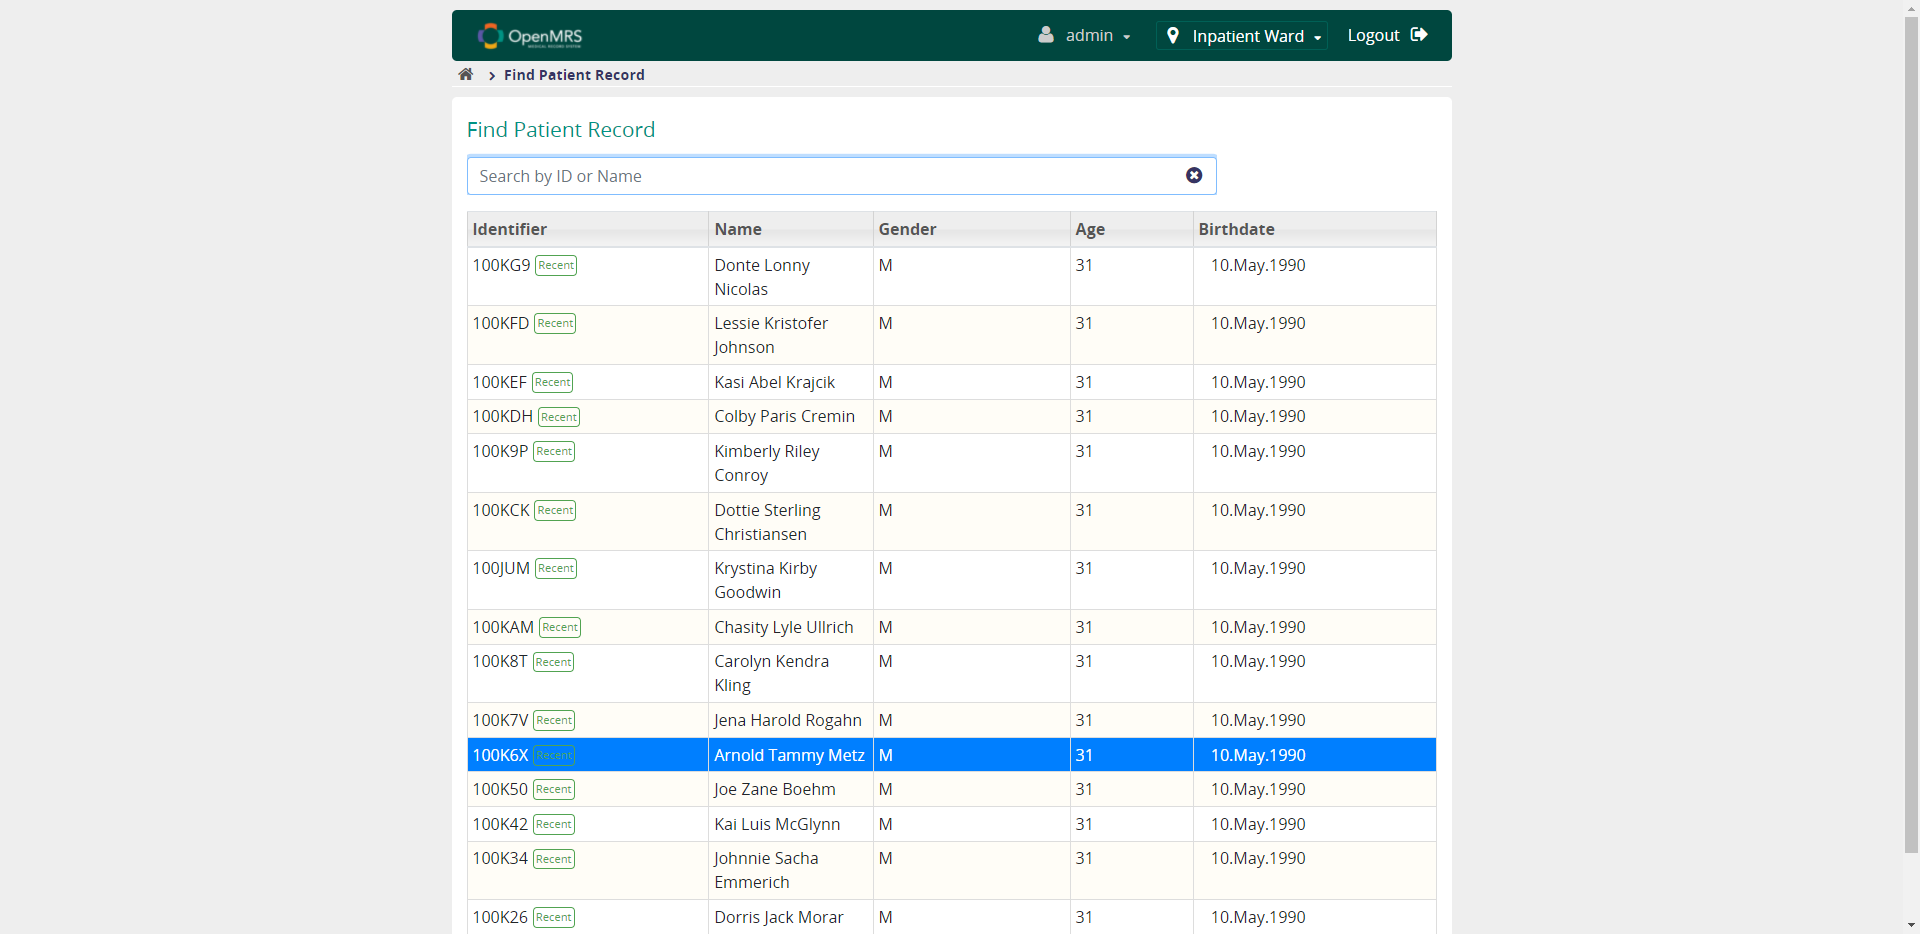 OpenMRS
MEDICAL RECORD SYSTEM
admin
Inpatient Ward
Logout
Find Patient Record
Find Patient Record
Search by ID or Name
Identifier Name Gender Age Birthdate
100KG9 Recent Donte Lonny Nicolas M 31 10.May.1990
100KFD Recent Lessie Kristofer Johnson M 31 10.May.1990
100KEF Recent Kasi Abel Krajcik M 31 10.May.1990
100KDH Recent Colby Paris Cremin M 31 10.May.1990
100K9P Recent Kimberly Riley Conroy M 31 10.May.1990
100KCK Recent Dottie Sterling Christiansen M 31 10.May.1990
100JUM Recent Krystina Kirby Goodwin M 31 10.May.1990
100KAM Recent Chasity Lyle Ullrich M 31 10.May.1990
100K8T Recent Carolyn Kendra Kling M 31 10.May.1990
100K7V Recent Jena Harold Rogahn M 31 10.May.1990
100K6X Recent Arnold Tammy Metz M 31 10.May.1990
100K50 Recent Joe Zane Boehm M 31 10.May.1990
100K42 Recent Kai Luis McGlynn M 31 10.May.1990
100K34 Recent Johnnie Sacha Emmerich M 31 10.May.1990
100K26 Recent Dorris Jack Morar M 31 10.May.1990